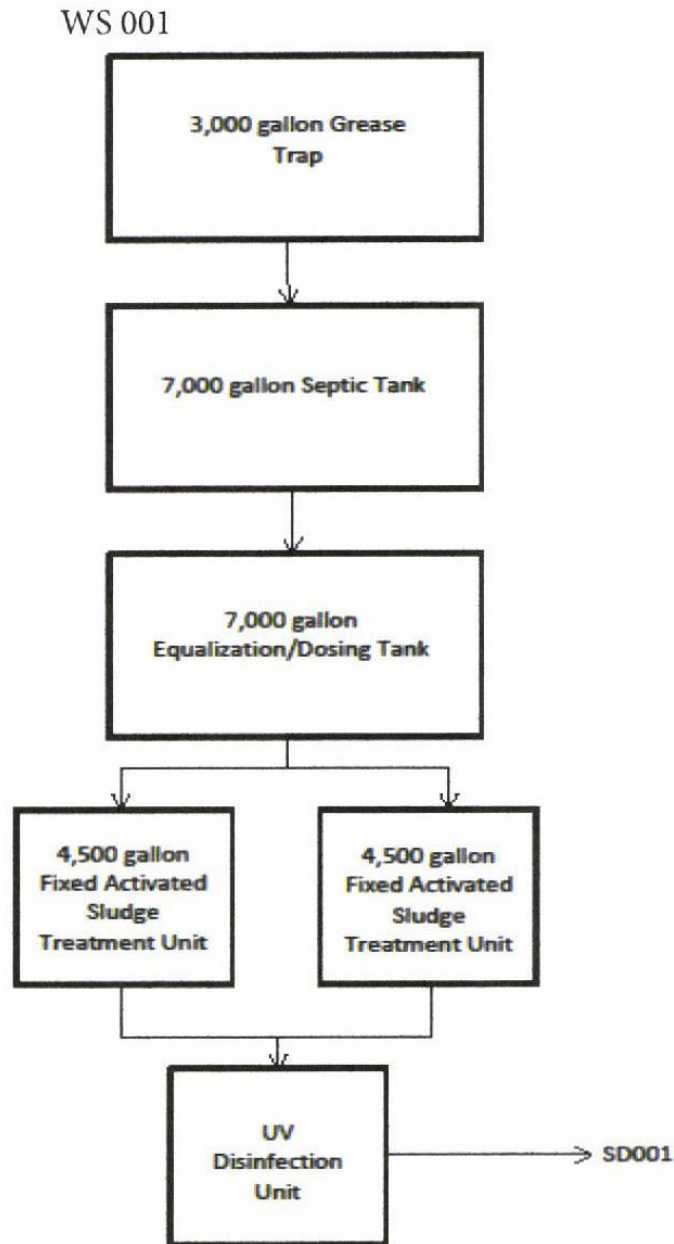 WS 001
3,000 gallon Grease
Trap
7,000 gallon Septic Tank
7,000 gallon
Equalization/Dosing Tank
4,500 gallon
Fixed Activated
Sludge
Treatment Unit
4,500 gallon
Fixed Activated
Sludge
Treatment Unit
UV
Disinfection
Unit
SD001